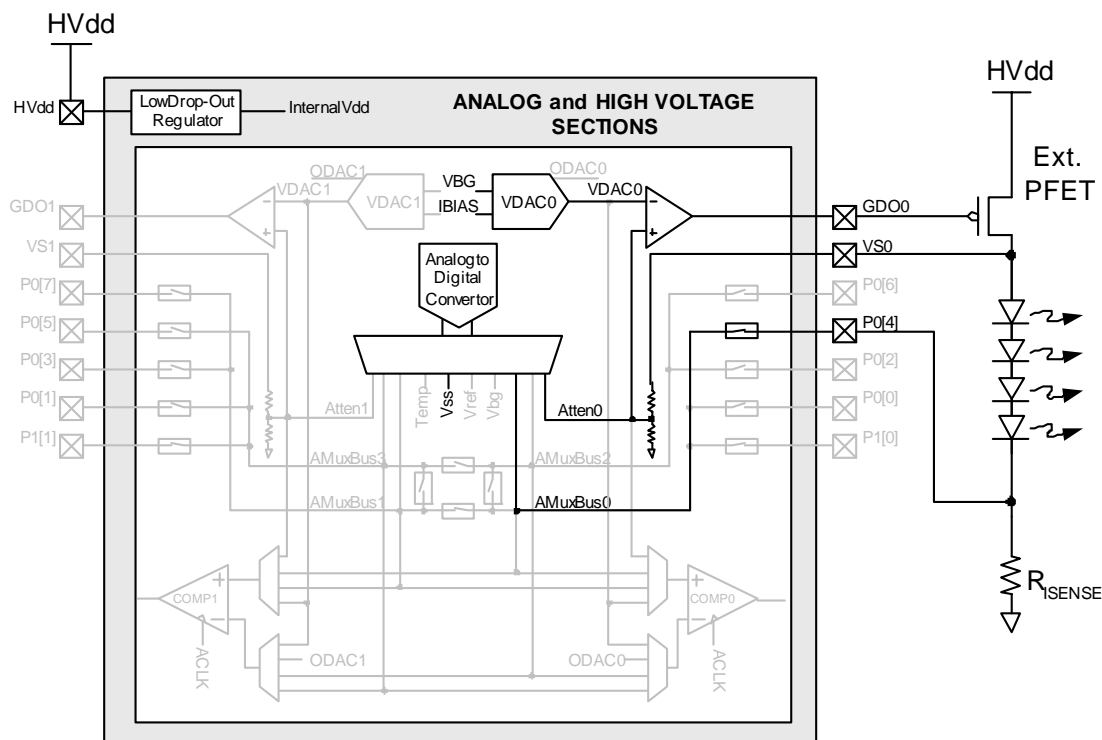 HVdd
HVdd
LowDrop-Out
Regulator
InternalVdd
ANALOG and HIGH VOLTAGE
SECTIONS
HVdd
Ext.
PFET
ODAC1
ODAC0
VDAC1
VDAC1
VBG
IBIAS
VDAC0
VDAC0
GDO1
GDO0
VS1
VS0
Analogto
Digital
Convertor
P0[7]
P0[6]
P0[5]
P0[4]
P0[3]
P0[2]
P0[1]
P0[0]
P1[1]
P1[0]
Atten1
Temp
Vss
Vref
Vbg
Atten0
AMuxBus3
AMuxBus2
AMuxBus1
AMuxBus0
COMP1
COMP0
RISENSE
ACLK
ODAC1
ODAC0
ACLK